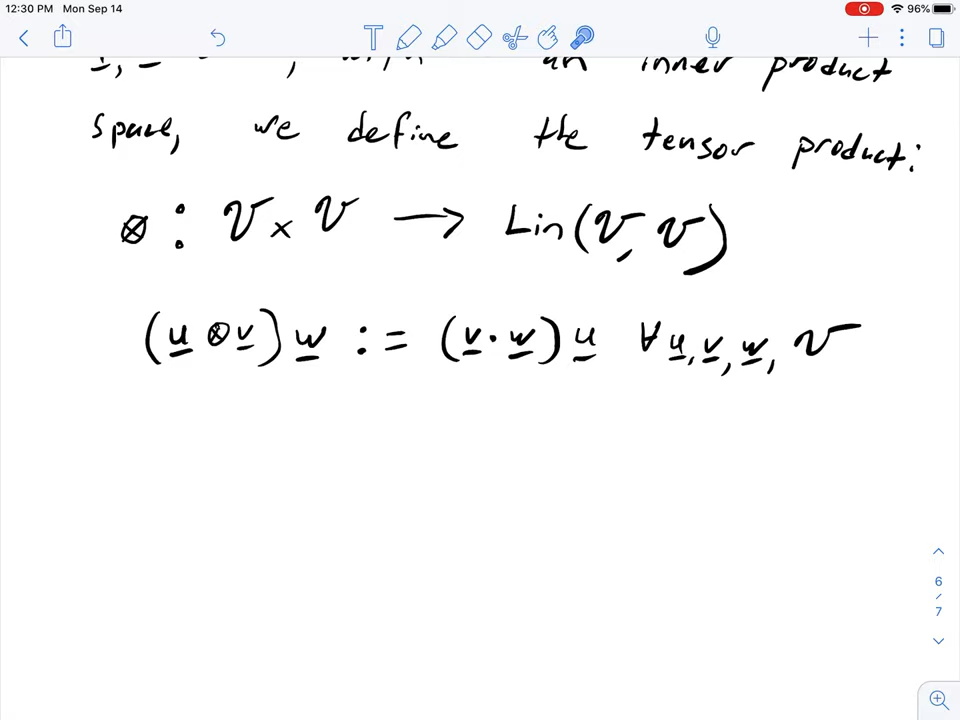 12:30 PM Mon Sep 14 96%
an inner product
space, we define the tensor product:
⊗ : V × V → Lin(V, V)
(u ⊗ v) w := (v · w) u ∀ u, v, w, V
6
/
7